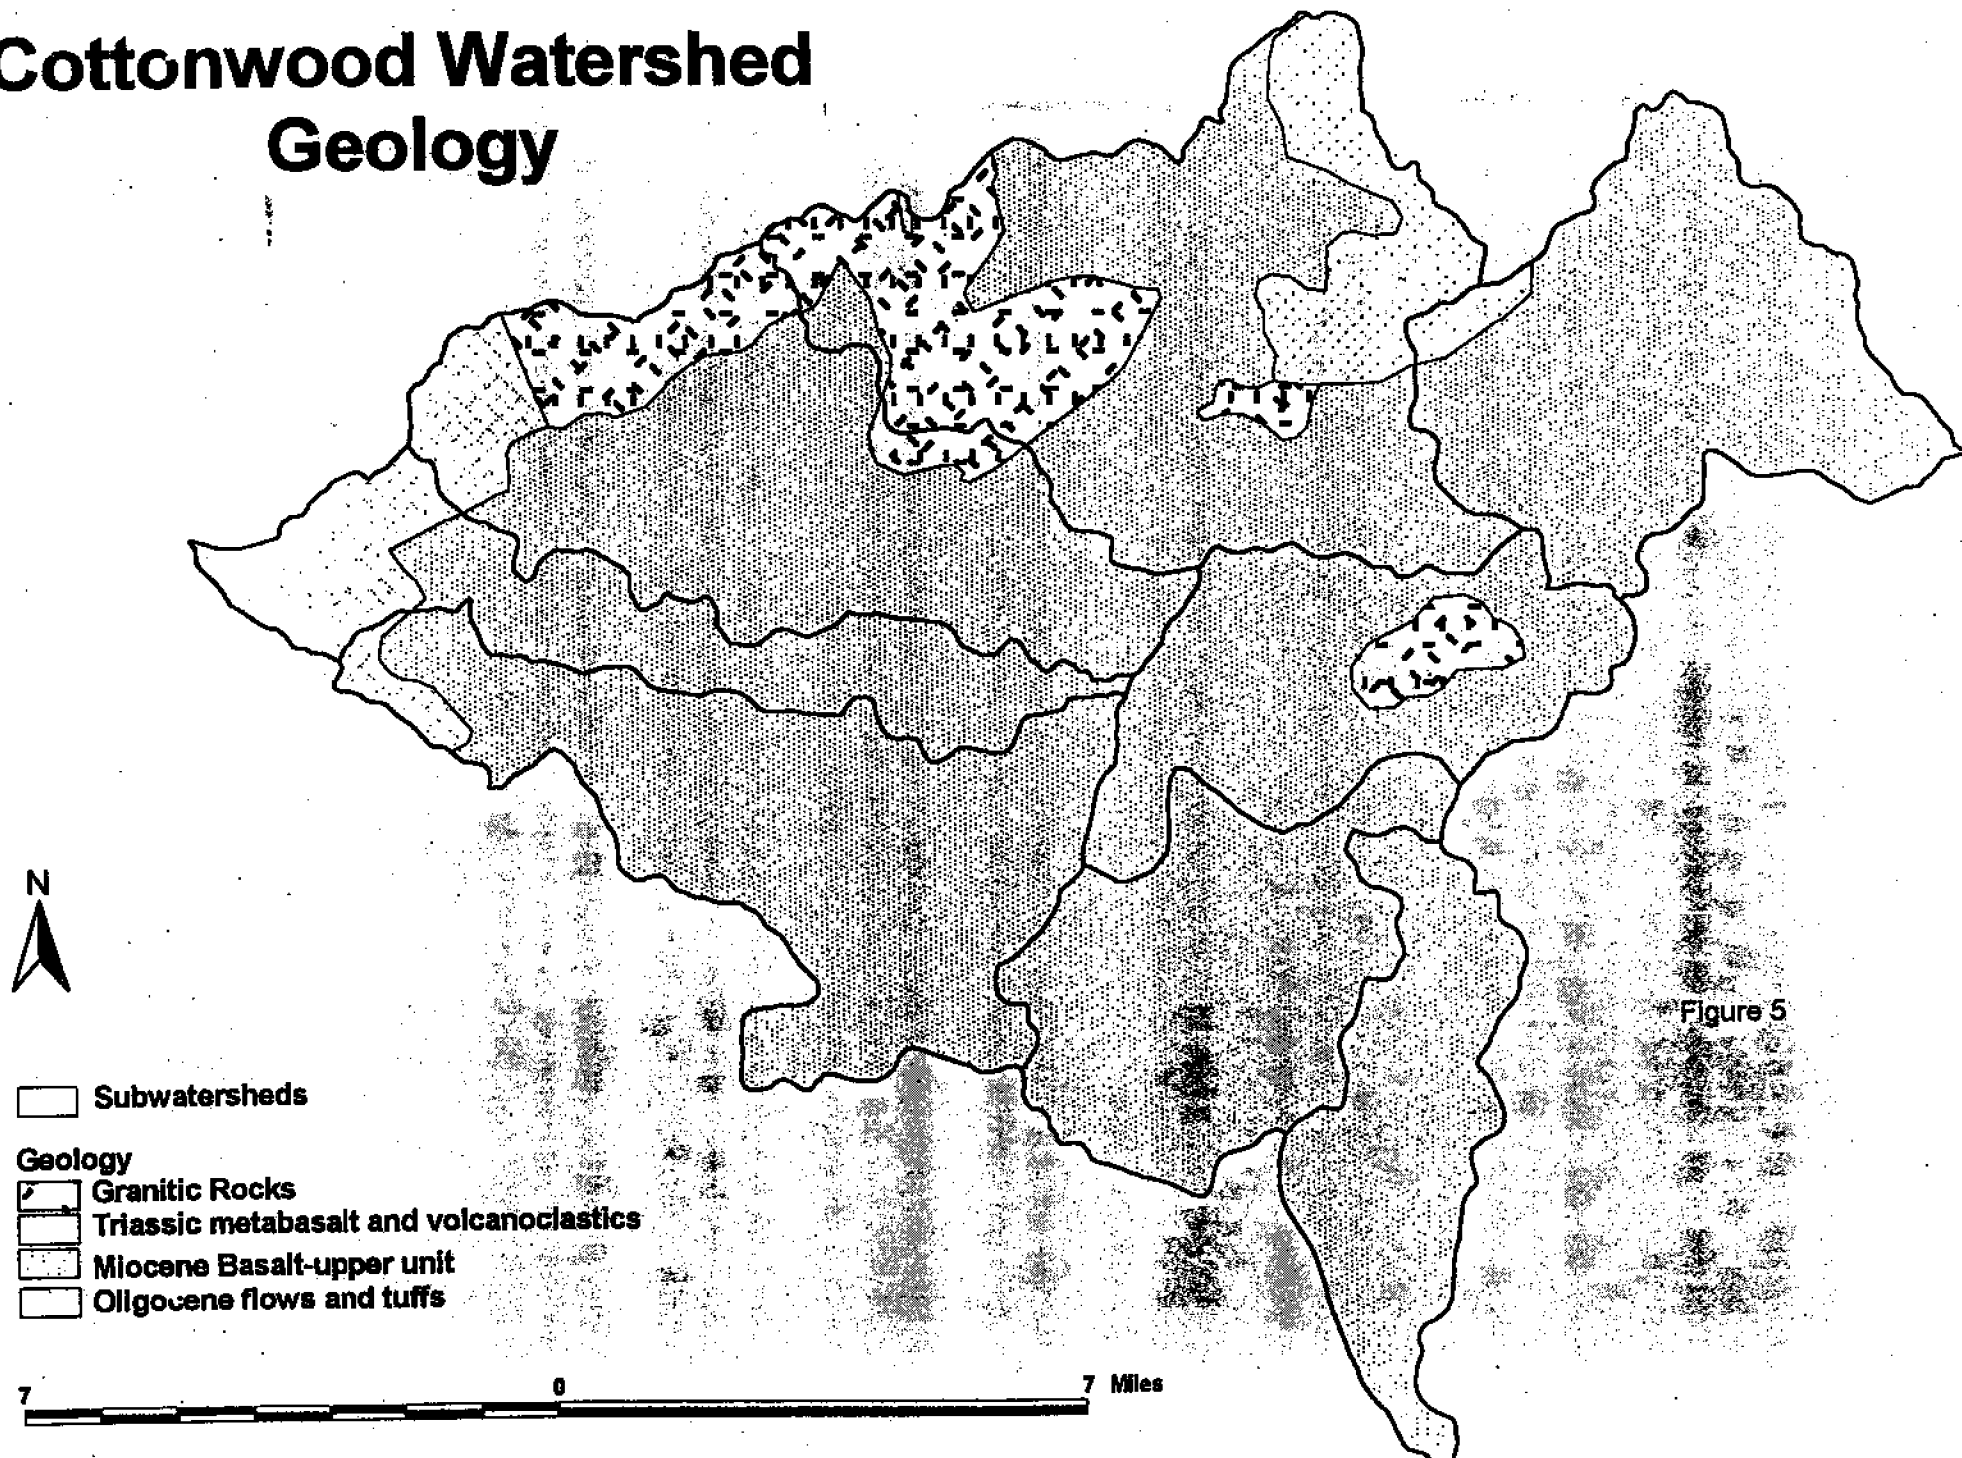 Cottonwood Watershed
Geology
N
Figure 5
Subwatersheds
Geology
Granitic Rocks
Triassic metabasalt and volcanoclastics
Miocene Basalt-upper unit
Oligocene flows and tuffs
7 0 7 Miles